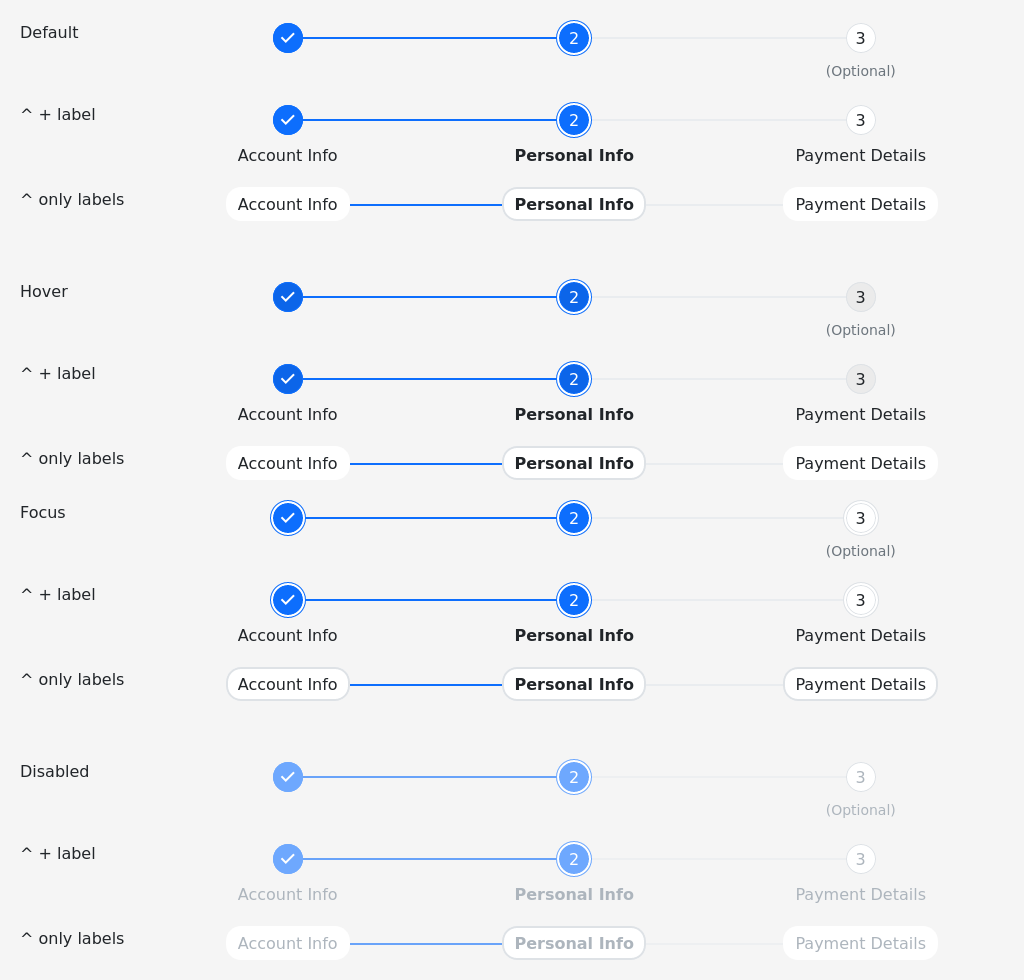 Default
2
3
(Optional)
^ + label
2
3
Account Info
Personal Info
Payment Details
^ only labels
Account Info
Personal Info
Payment Details
Hover
2
3
(Optional)
^ + label
2
3
Account Info
Personal Info
Payment Details
^ only labels
Account Info
Personal Info
Payment Details
Focus
2
3
(Optional)
^ + label
2
3
Account Info
Personal Info
Payment Details
^ only labels
Account Info
Personal Info
Payment Details
Disabled
2
3
(Optional)
^ + label
2
3
Account Info
Personal Info
Payment Details
^ only labels
Account Info
Personal Info
Payment Details